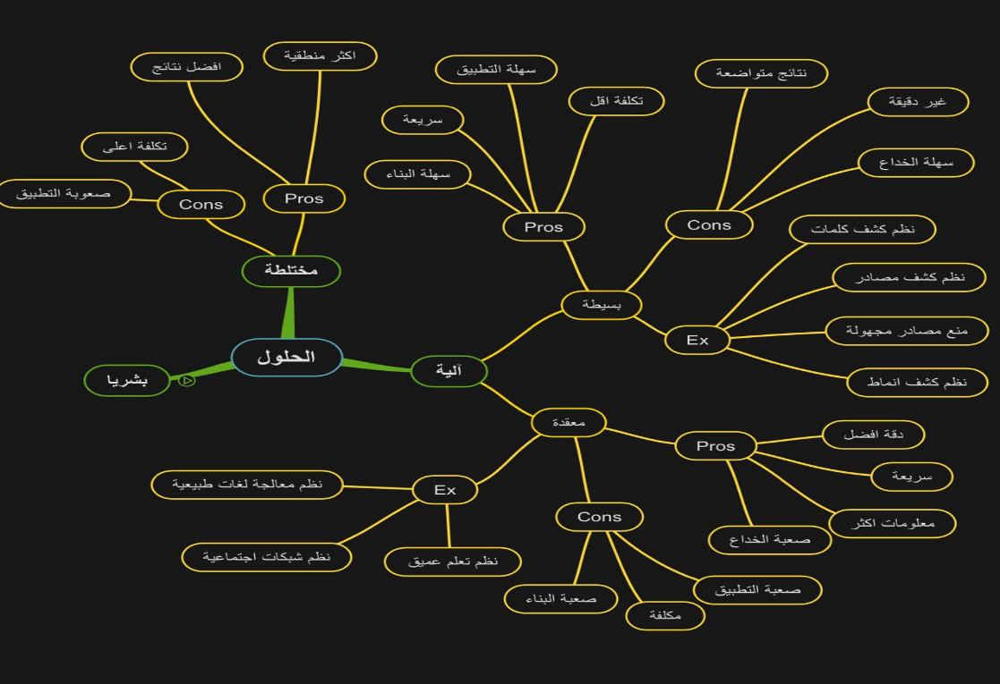 الحلول
مختلطة
Pros
اكثر منطقية
افضل نتائج
Cons
تكلفة اعلى
صعوبة التطبيق
بشريا
آلية
بسيطة
Pros
تكلفة اقل
سهلة التطبيق
سريعة
سهلة البناء
Cons
نتائج متواضعة
غير دقيقة
سهلة الخداع
Ex
نظم كشف كلمات
نظم كشف مصادر
منع مصادر مجهولة
نظم كشف انماط
معقدة
Pros
دقة افضل
سريعة
معلومات اكثر
صعبة الخداع
Cons
صعبة التطبيق
مكلفة
صعبة البناء
Ex
نظم معالجة لغات طبيعية
نظم شبكات اجتماعية
نظم تعلم عميق